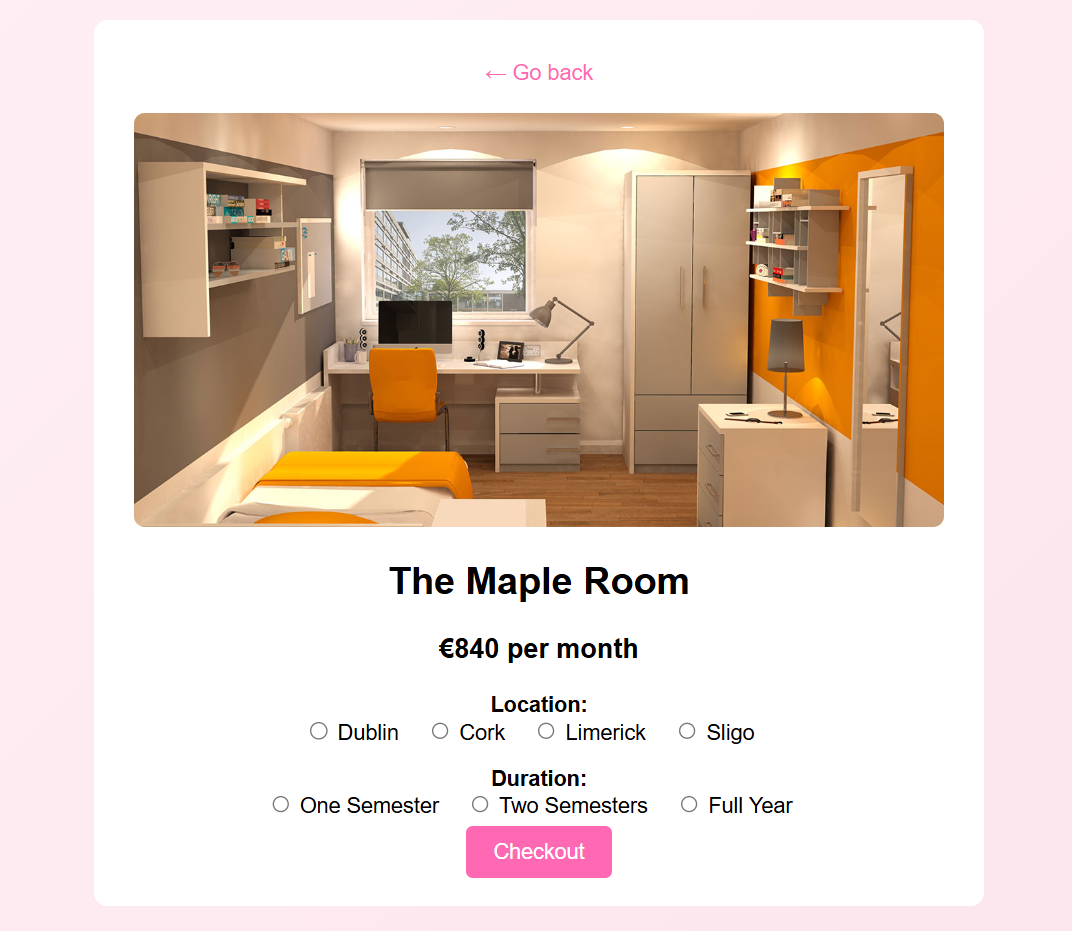 ← Go back
The Maple Room
€840 per month
Location:
Dublin Cork Limerick Sligo
Duration:
One Semester Two Semesters Full Year
Checkout